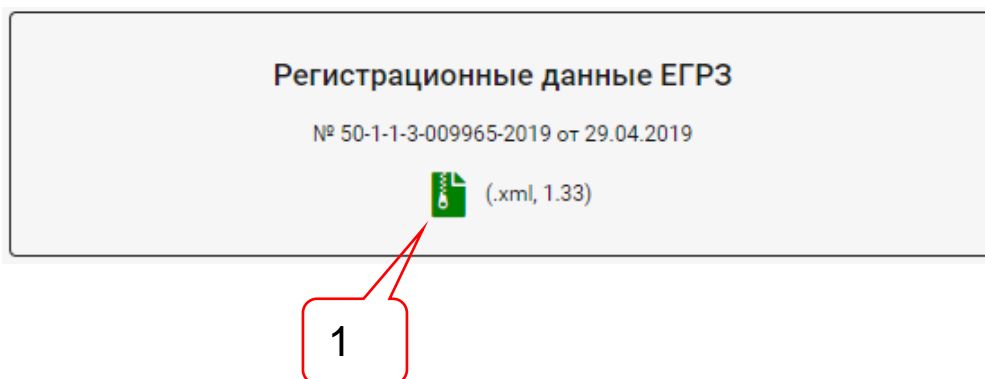 Регистрационные данные ЕГРЗ
№ 50-1-1-3-009965-2019 от 29.04.2019
(.xml, 1.33)
1